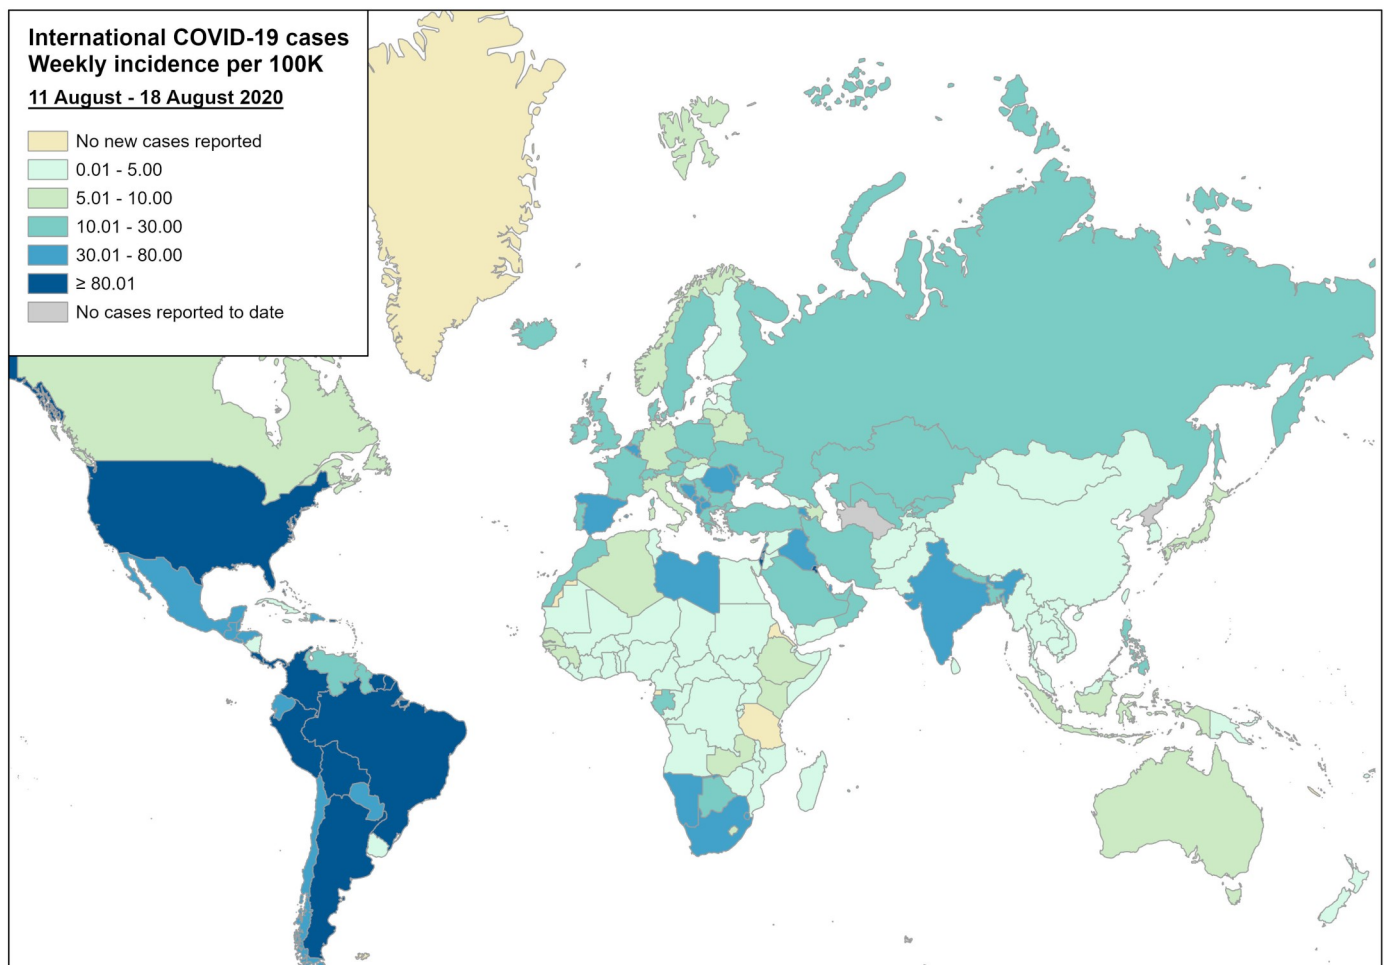 International COVID-19 cases
Weekly incidence per 100K
11 August - 18 August 2020
No new cases reported
0.01 - 5.00
5.01 - 10.00
10.01 - 30.00
30.01 - 80.00
≥ 80.01
No cases reported to date